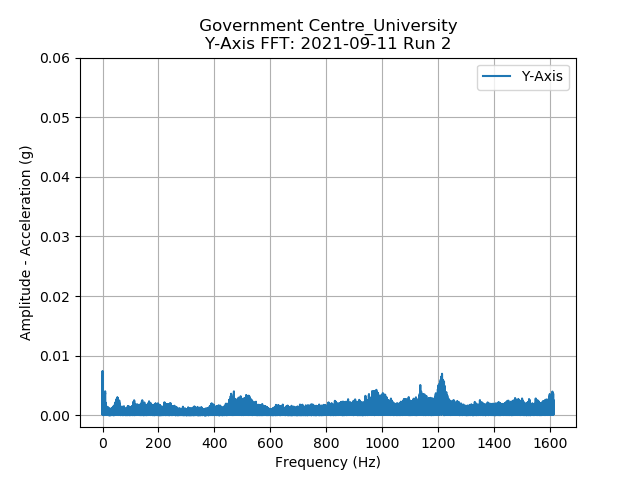 Government Centre_University
Y-Axis FFT: 2021-09-11 Run 2
Y-Axis
0.06
0.05
0.04
0.03
0.02
0.01
0.00
Amplitude - Acceleration (g)
0 200 400 600 800 1000 1200 1400 1600
Frequency (Hz)